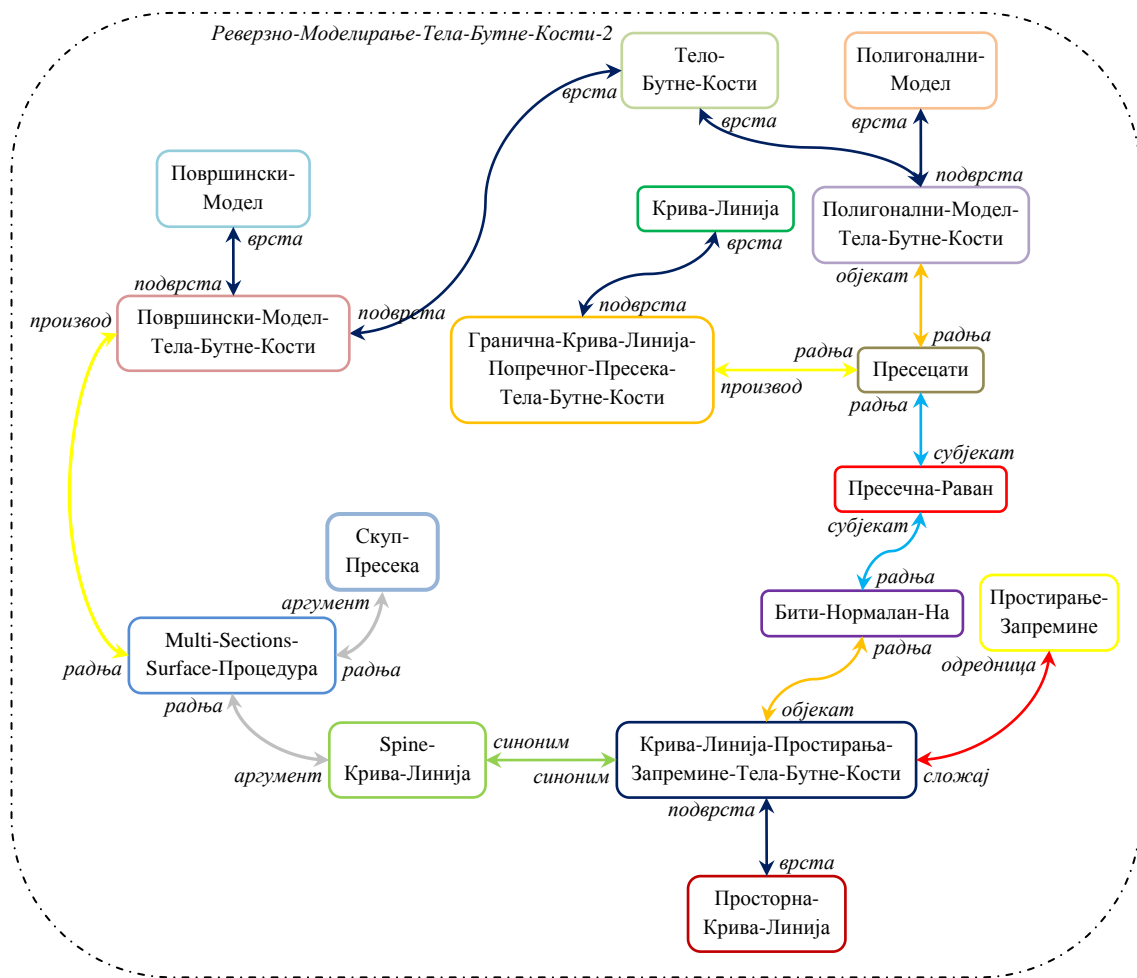 Реверзно-Моделирање-Тела-Бутне-Кости-2
Тело-
Бутне-Кости
Полигонални-
Модел
врста
врста
врста
Површински-
Модел
врста
подврста
Крива-Линија
врста
Полигонални-Модел-
Тела-Бутне-Кости
објекат
подврста
производ
Површински-Модел-
Тела-Бутне-Кости
подврста
подврста
Гранична-Крива-Линија-
Попречног-Пресека-
Тела-Бутне-Кости
радња
производ
радња
Пресецати
радња
субјекат
Пресечна-Раван
субјекат
Скуп-
Пресека
аргумент
радња
Бити-Нормалан-На
радња
Простирање-
Запремине
одредница
Multi-Sections-
Surface-Процедура
радња
радња
радња
објекат
Spine-
Крива-Линија
аргумент
синоним
синоним
Крива-Линија-Простирања-
Запремине-Тела-Бутне-Кости
сложај
подврста
врста
Просторна-
Крива-Линија